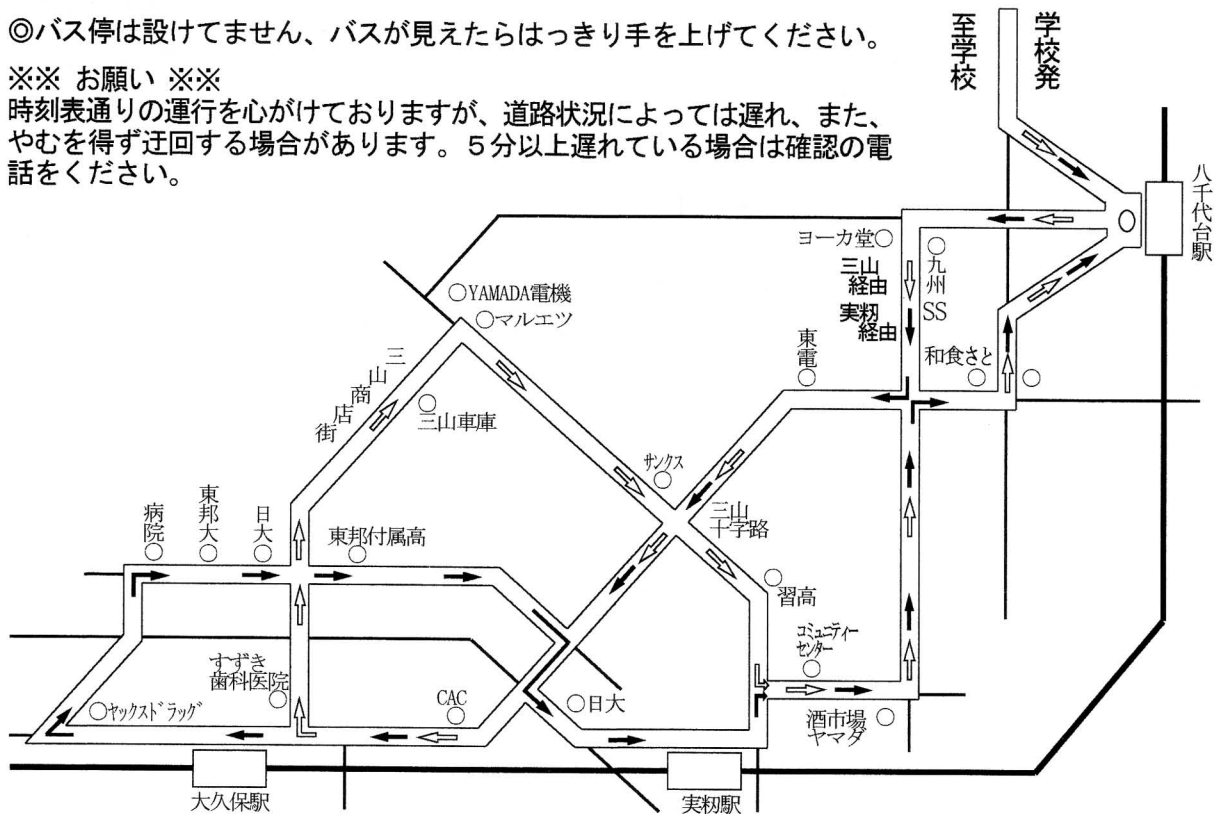 ◎バス停は設けてません、バスが見えたらはっきり手を上げてください。
※※ お願い ※※
時刻表通りの運行を心がけておりますが、道路状況によっては遅れ、また、
やむを得ず迂回する場合があります。５分以上遅れている場合は確認の電
話をください。
至学校
学校発
八千代台駅
ヨーカ堂
三山
経由
実籾
経由
九州
SS
YAMADA電機
マルエツ
東電
和食さと
三山商店街
三山車庫
サンクス
三山
十字路
病院
東邦大
日大
東邦付属高
習高
コミュニティー
センター
すずき
歯科医院
ヤックスドラッグ
CAC
日大
酒市場
ヤマダ
大久保駅
実籾駅